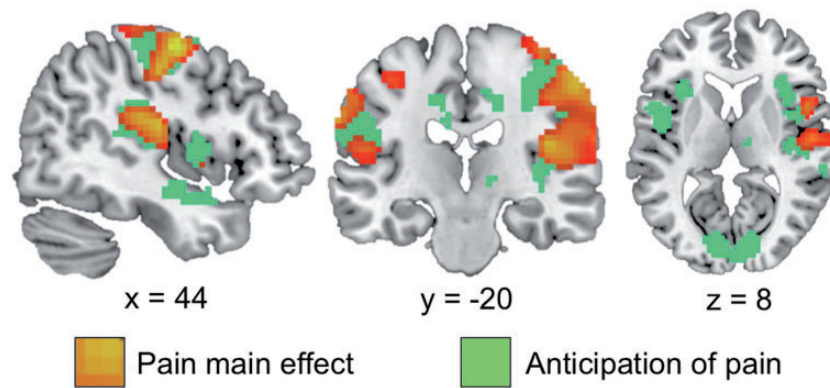 x = 44
y = -20
z = 8
Pain main effect
Anticipation of pain